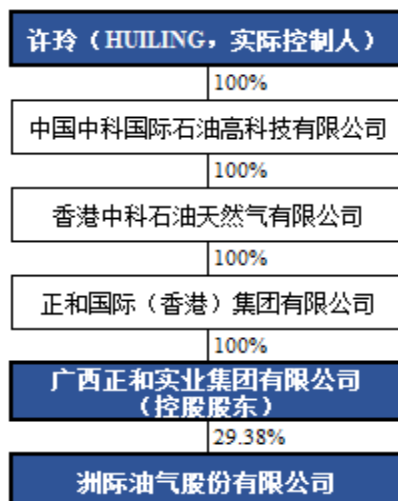 许玲（HUILING，实际控制人）
100%
中国中科国际石油高科技有限公司
100%
香港中科石油天然气有限公司
100%
正和国际（香港）集团有限公司
100%
广西正和实业集团有限公司
（控股股东）
29.38%
洲际油气股份有限公司